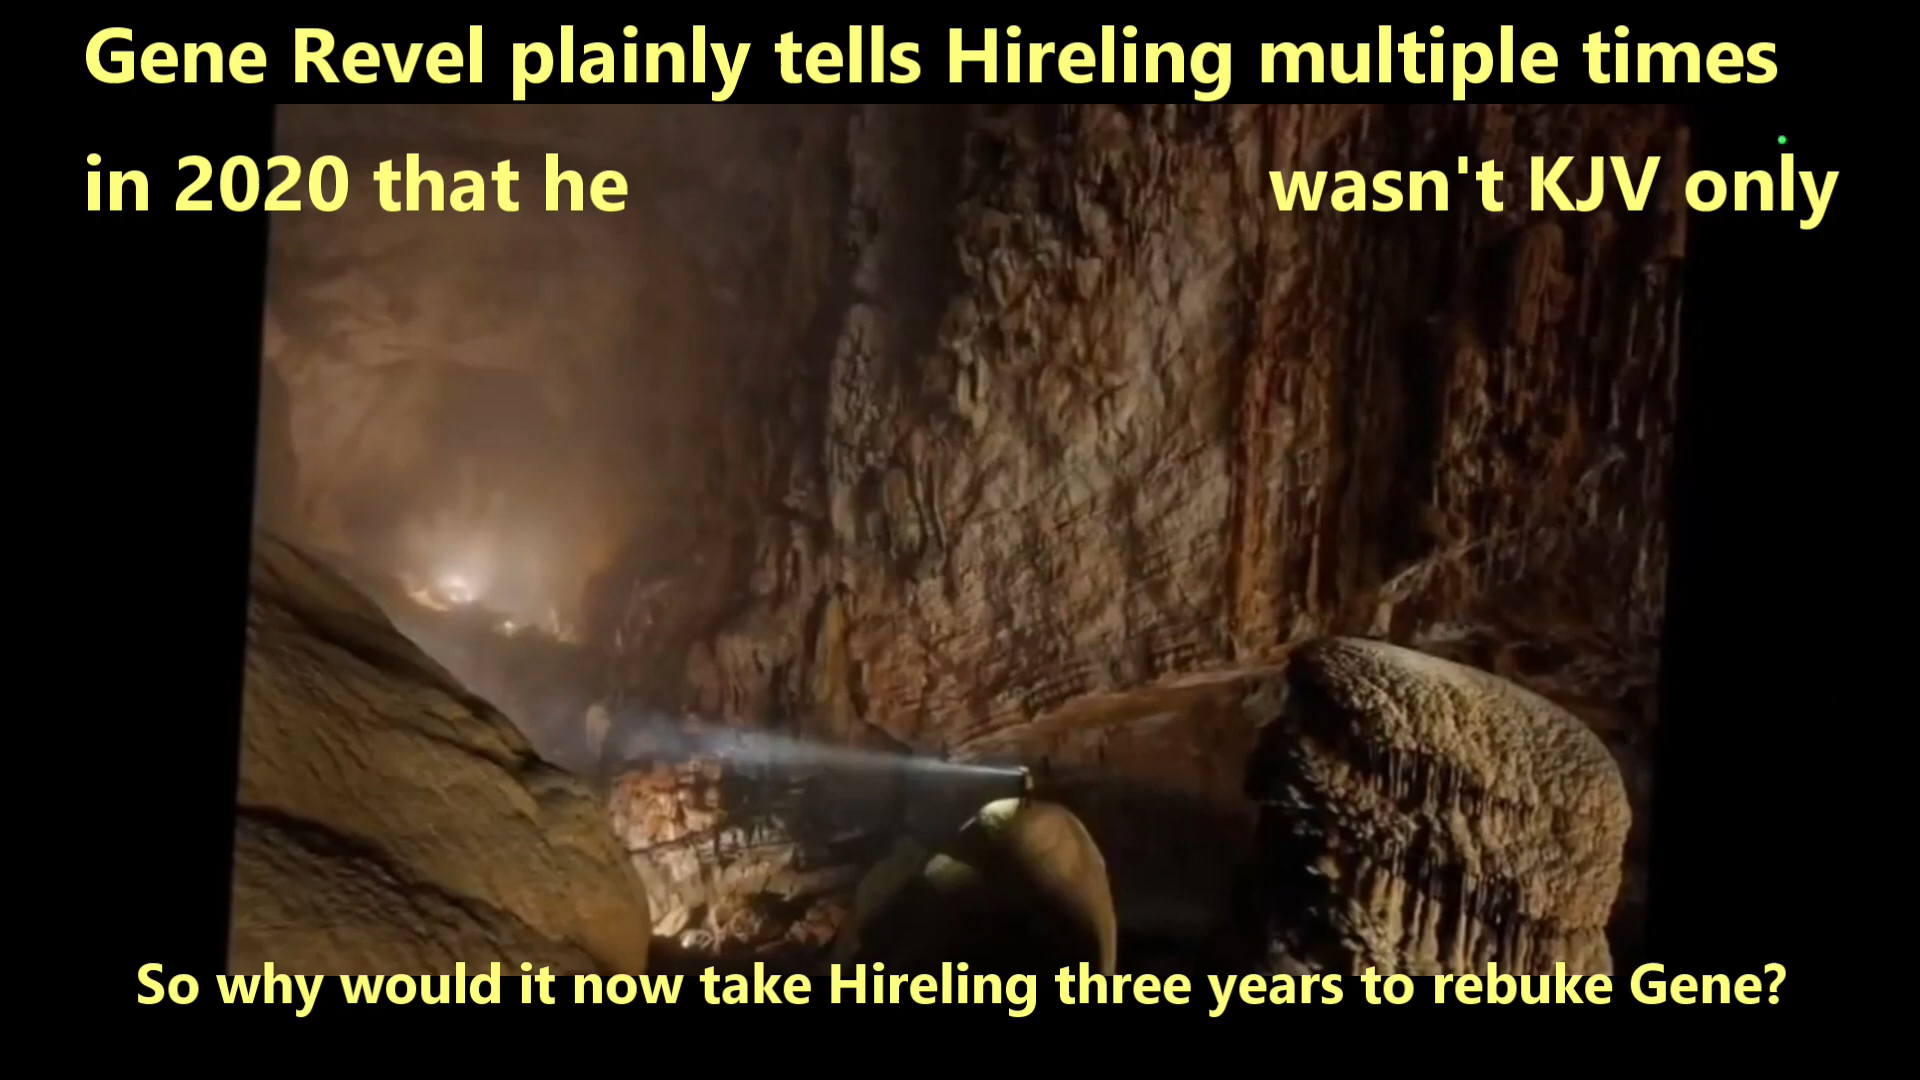 Gene Revel plainly tells Hireling multiple times
in 2020 that he wasn't KJV only
So why would it now take Hireling three years to rebuke Gene?